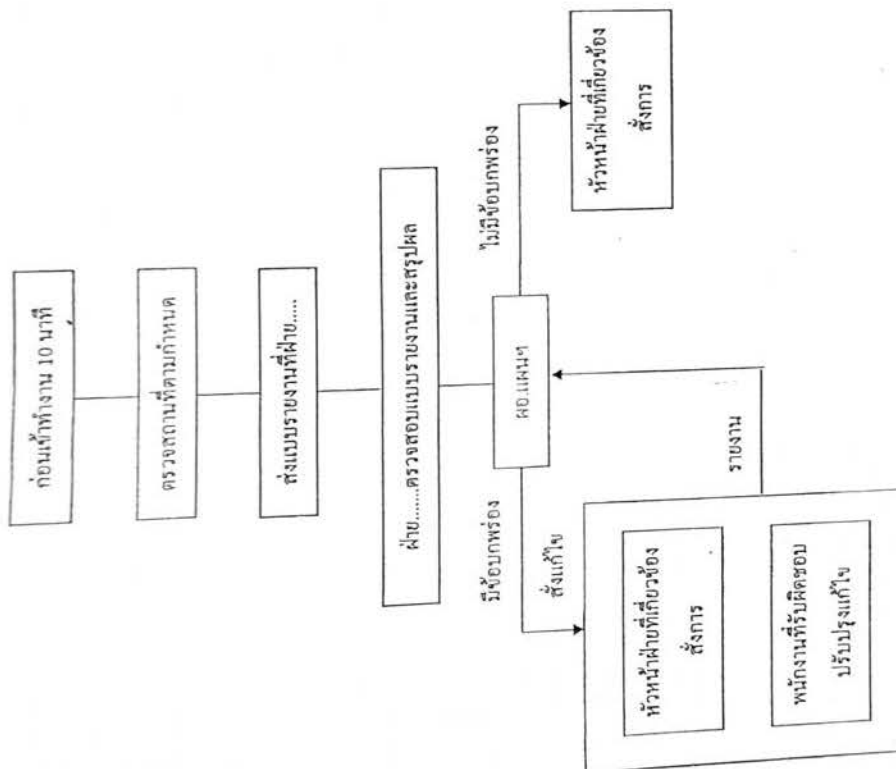 ก่อนเข้าทำงาน 10 นาที
ตรวจสถานที่ตามกำหนด
ส่งแบบรายงานที่ฝ่าย.....
ฝ่าย.......ตรวจสอบแบบรายงานและสรุปผล
ผอ.แผนฯ
มีข้อบกพร่อง
สั่งแก้ไข
ไม่มีข้อบกพร่อง
หัวหน้าฝ่ายที่เกี่ยวข้อง
สั่งการ
หัวหน้าฝ่ายที่เกี่ยวข้อง
สั่งการ
พนักงานที่รับผิดชอบ
ปรับปรุงแก้ไข
รายงาน